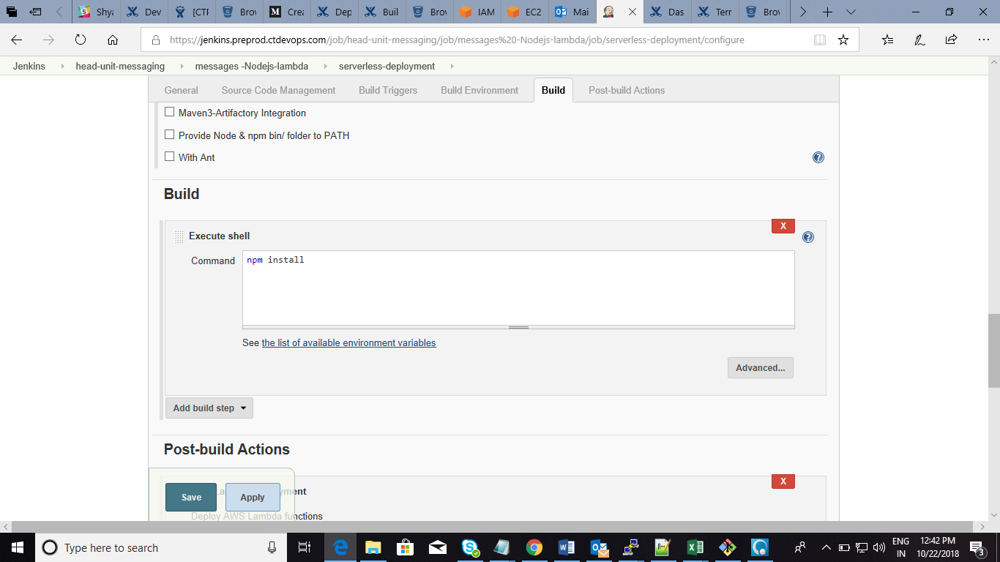 Shya
Dev
[CTF
Brov
Crea
Dep
Buil
Brov
IAM
EC2
Mai
Das
Terr
Brov
https://jenkins.preprod.ctdevops.com/job/head-unit-messaging/job/messages%20-Nodejs-lambda/job/serverless-deployment/configure
Jenkins head-unit-messaging messages -Nodejs-lambda serverless-deployment
General Source Code Management Build Triggers Build Environment Build Post-build Actions
Maven3-Artifactory Integration
Provide Node & npm bin/ folder to PATH
With Ant
Build
X
Execute shell
Command npm install
See the list of available environment variables
Advanced...
Add build step
Post-build Actions
X
Save Apply
Deploy AWS Lambda functions
Type here to search
ENG 12:42 PM
IN 10/22/2018
3